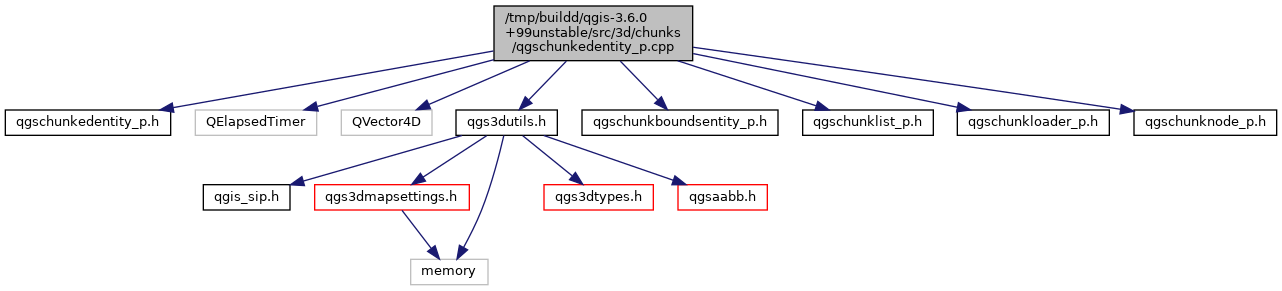 /tmp/buildd/qgis-3.6.0
+99unstable/src/3d/chunks
/qgschunkedentity_p.cpp
qgschunkedentity_p.h
QElapsedTimer
QVector4D
qgs3dutils.h
qgschunkboundsentity_p.h
qgschunklist_p.h
qgschunkloader_p.h
qgschunknode_p.h
qgis_sip.h
qgs3dmapsettings.h
qgs3dtypes.h
qgsaabb.h
memory